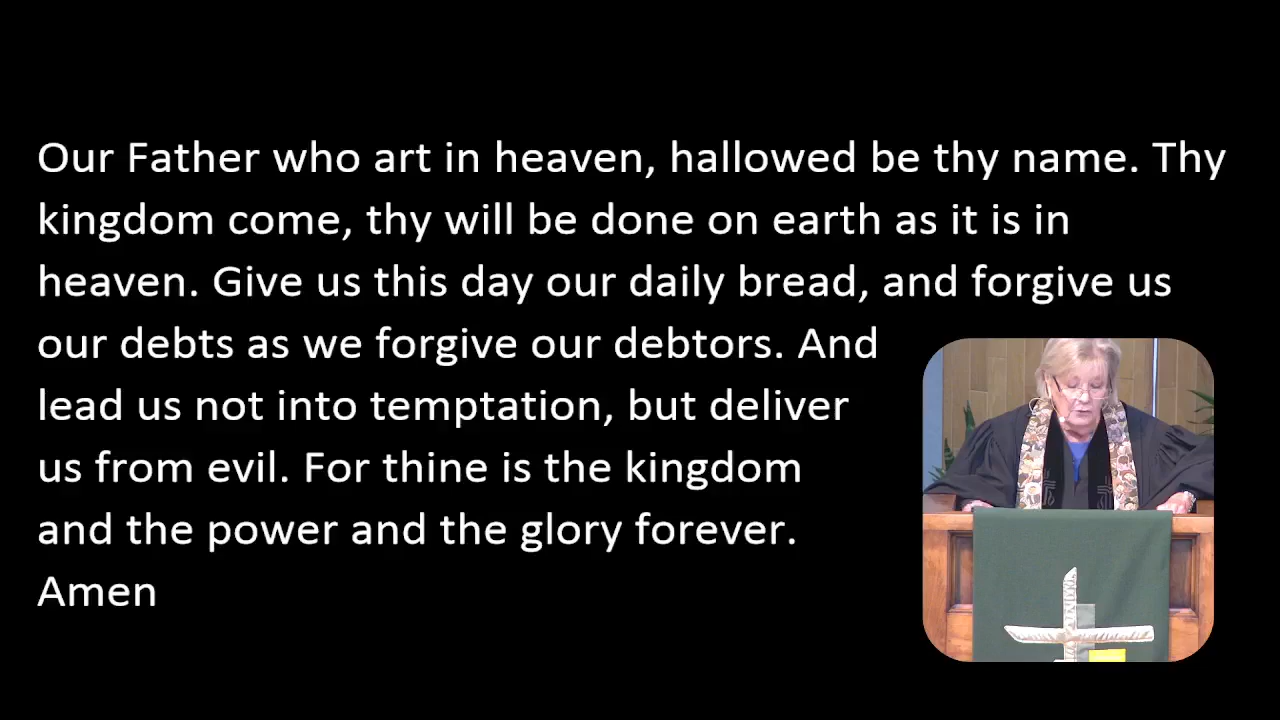 Our Father who art in heaven, hallowed be thy name. Thy
kingdom come, thy will be done on earth as it is in
heaven. Give us this day our daily bread, and forgive us
our debts as we forgive our debtors. And
lead us not into temptation, but deliver
us from evil. For thine is the kingdom
and the power and the glory forever.
Amen